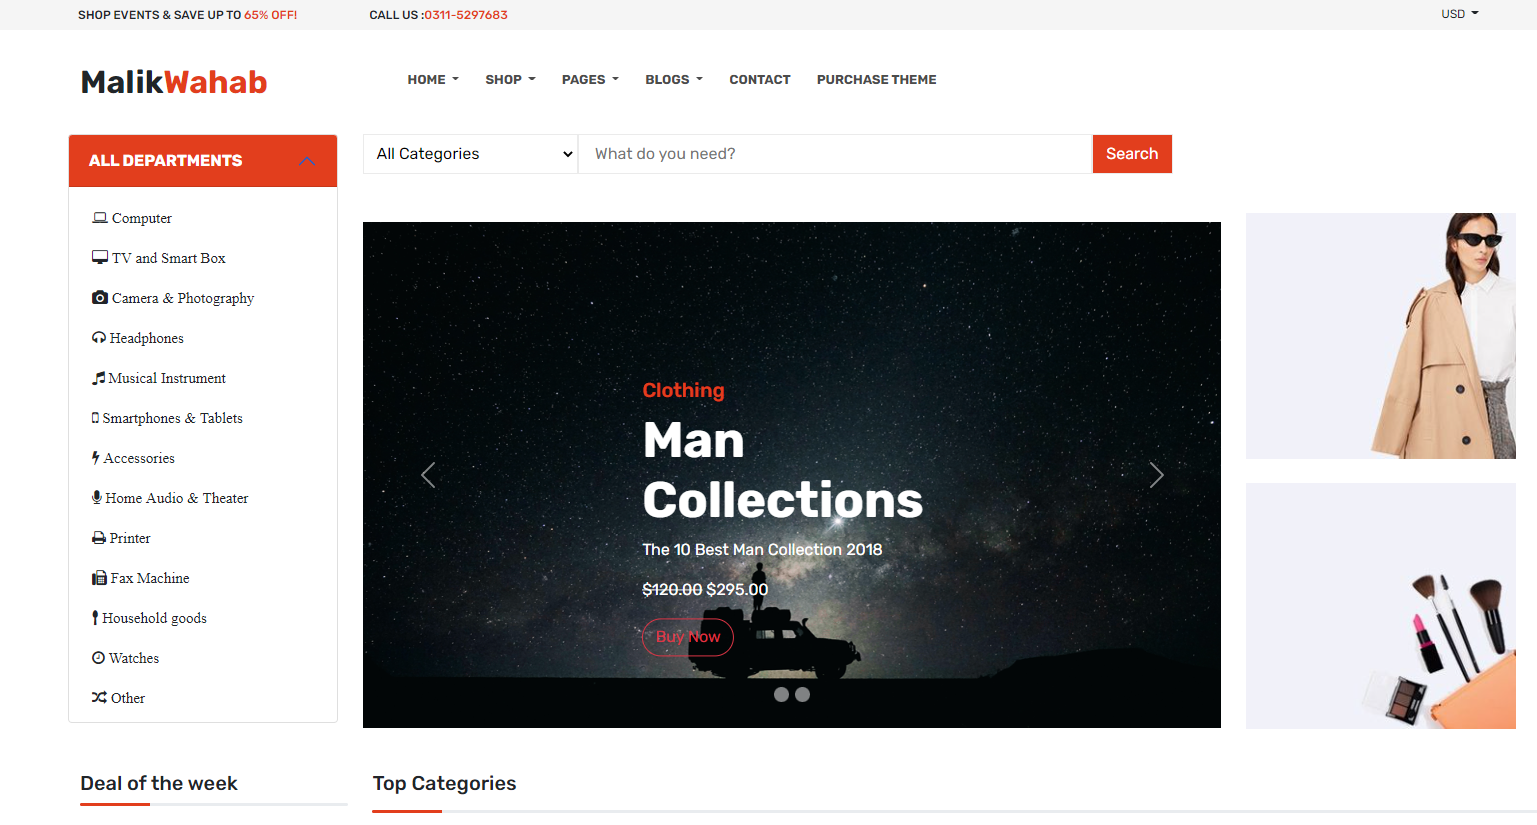 SHOP EVENTS & SAVE UP TO 65% OFF!
CALL US :0311-5297683
USD
MalikWahab
HOME
SHOP
PAGES
BLOGS
CONTACT
PURCHASE THEME
ALL DEPARTMENTS
All Categories
What do you need?
Search
Computer
TV and Smart Box
Camera & Photography
Headphones
Musical Instrument
Smartphones & Tablets
Accessories
Home Audio & Theater
Printer
Fax Machine
Household goods
Watches
Other
Clothing
Man
Collections
The 10 Best Man Collection 2018
$120.00 $295.00
Buy Now
Deal of the week
Top Categories